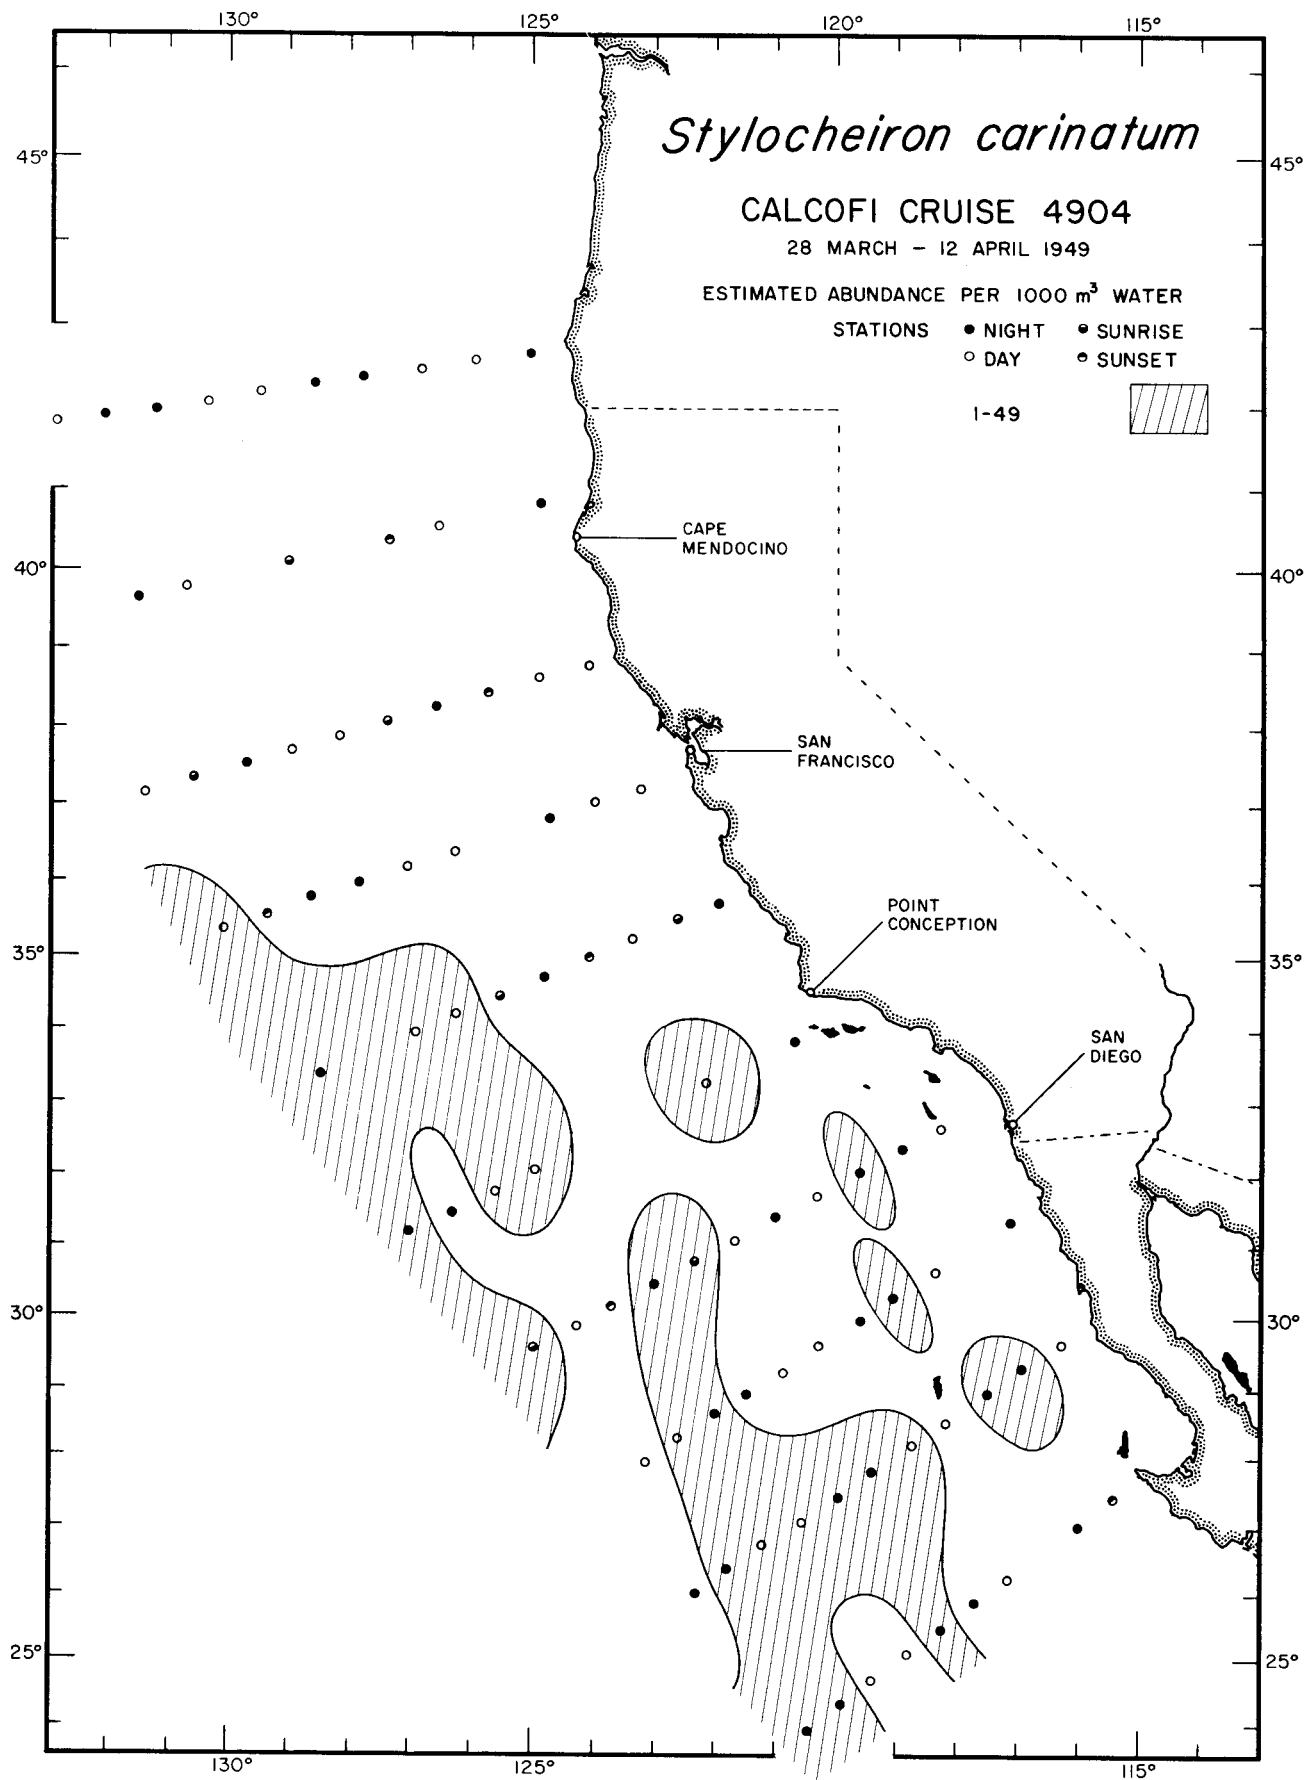 130° 125° 120° 115°
Stylocheiron carinatum
45° 45°
CALCOFI CRUISE 4904
28 MARCH – 12 APRIL 1949
ESTIMATED ABUNDANCE PER 1000 m³ WATER
STATIONS ● NIGHT SUNRISE
○ DAY SUNSET
1-49
CAPE
MENDOCINO
40° 40°
SAN
FRANCISCO
POINT
CONCEPTION
35° 35°
SAN
DIEGO
30° 30°
25° 25°
130° 125° 115°